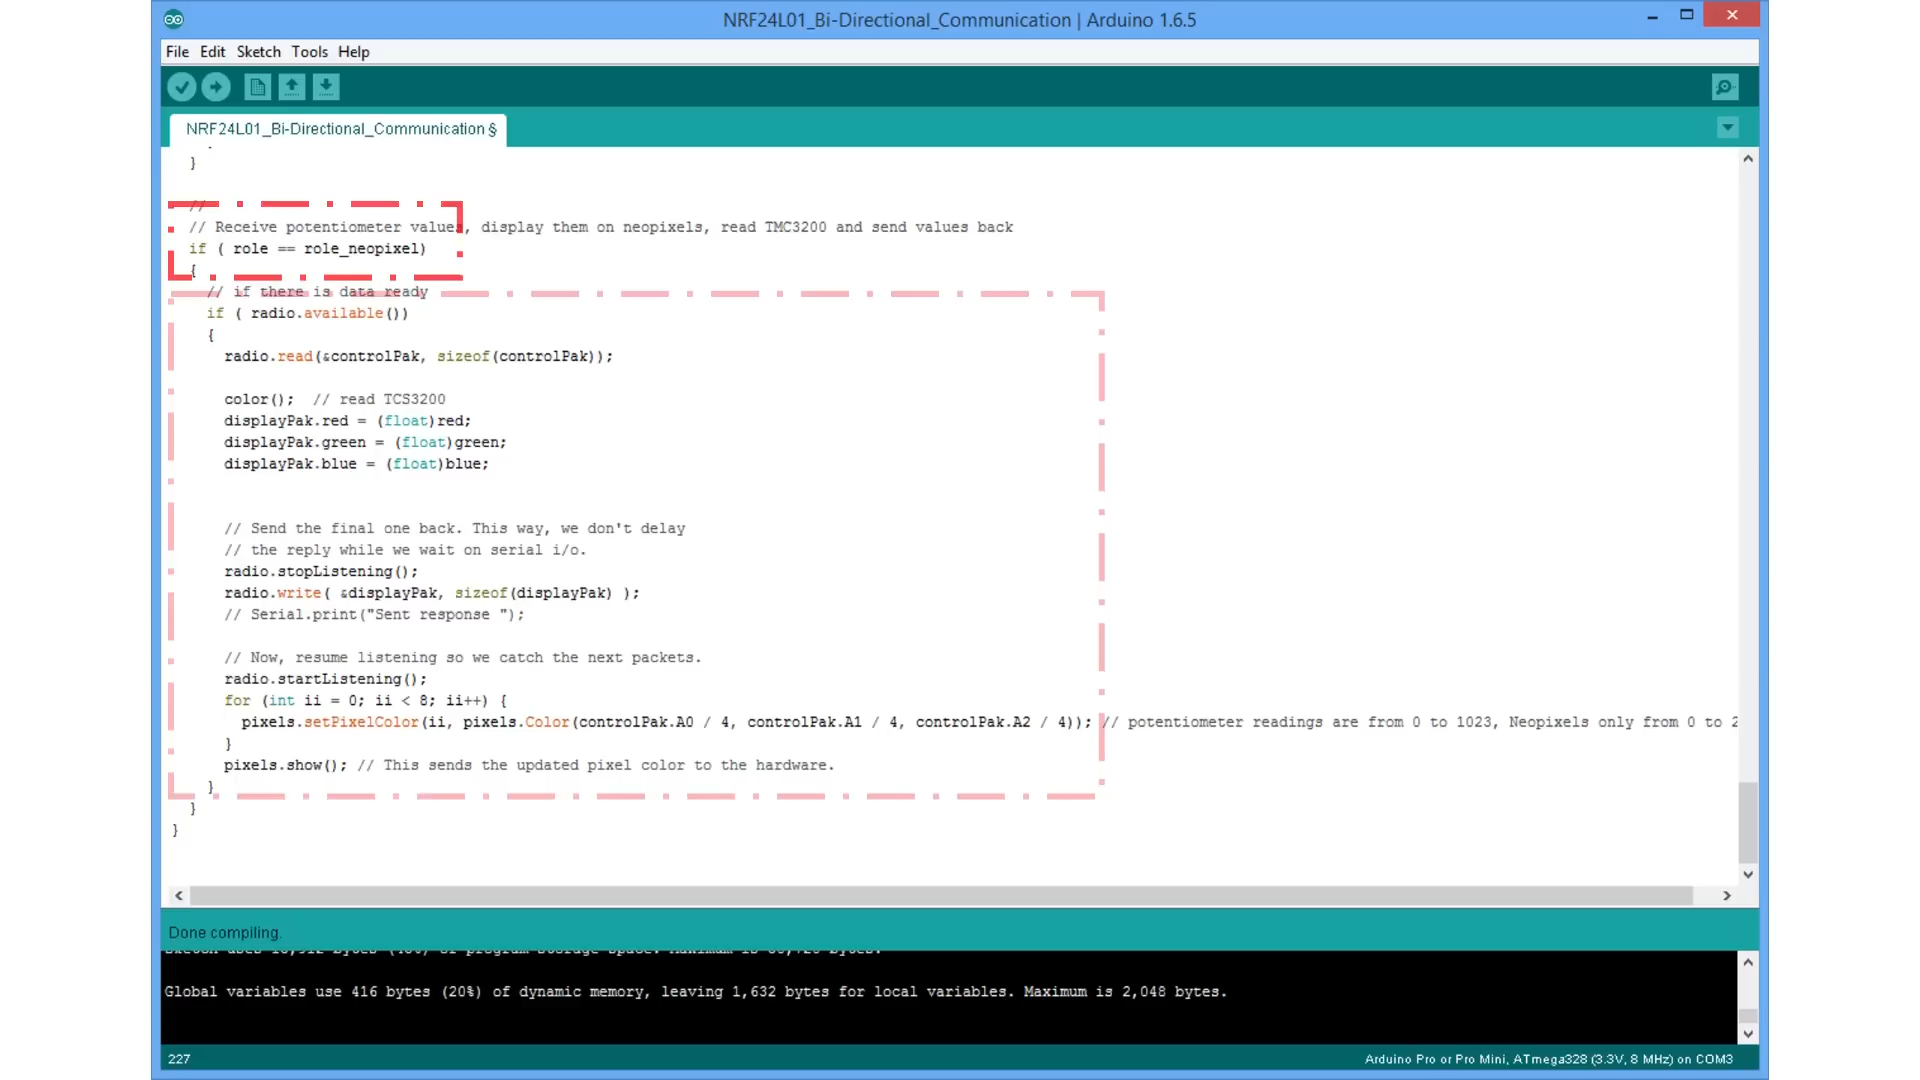 NRF24L01_Bi-Directional_Communication | Arduino 1.6.5
File Edit Sketch Tools Help
NRF24L01_Bi-Directional_Communication §
}
//
// Receive potentiometer values, display them on neopixels, read TMC3200 and send values back
if ( role == role_neopixel)
{
// if there is data ready
if ( radio.available())
{
radio.read(&controlPak, sizeof(controlPak));
color();  // read TCS3200
displayPak.red = (float)red;
displayPak.green = (float)green;
displayPak.blue = (float)blue;
// Send the final one back. This way, we don't delay
// the reply while we wait on serial i/o.
radio.stopListening();
radio.write( &displayPak, sizeof(displayPak) );
// Serial.print("Sent response ");
// Now, resume listening so we catch the next packets.
radio.startListening();
for (int ii = 0; ii < 8; ii++) {
pixels.setPixelColor(ii, pixels.Color(controlPak.A0 / 4, controlPak.A1 / 4, controlPak.A2 / 4)); // potentiometer readings are from 0 to 1023, Neopixels only from 0 to 2
}
pixels.show(); // This sends the updated pixel color to the hardware.
}
}
}
Done compiling.
Global variables use 416 bytes (20%) of dynamic memory, leaving 1,632 bytes for local variables. Maximum is 2,048 bytes.
227
Arduino Pro or Pro Mini, ATmega328 (3.3V, 8 MHz) on COM3